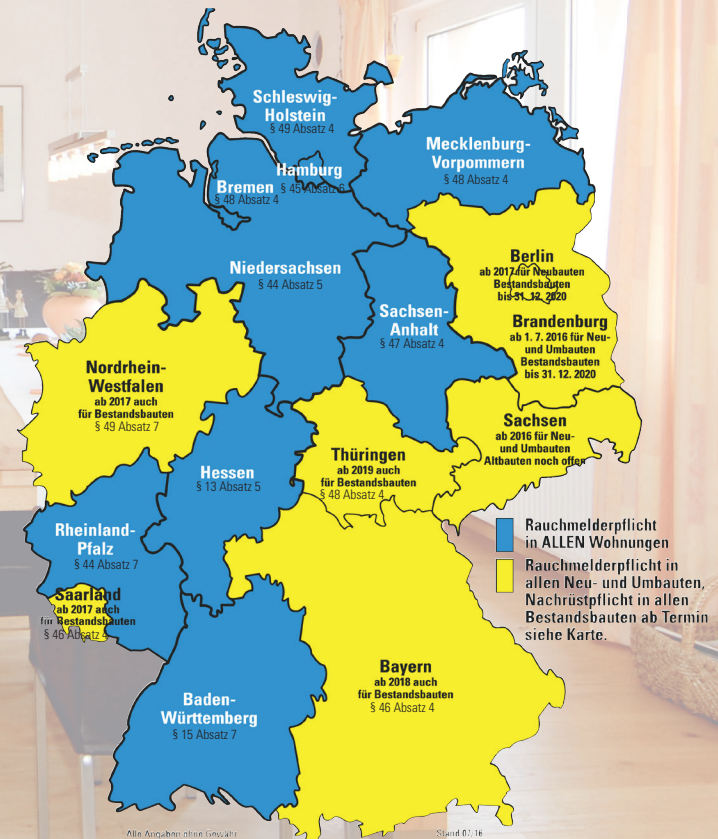 Schleswig-
Holstein
§ 49 Absatz 4
Mecklenburg-
Vorpommern
§ 48 Absatz 4
Hamburg
§ 45 Absatz 6
Bremen
§ 48 Absatz 4
Niedersachsen
§ 44 Absatz 5
Berlin
ab 2017 für Neubauten
Bestandsbauten
bis 31. 12. 2020
Sachsen-
Anhalt
§ 47 Absatz 4
Brandenburg
ab 1. 7. 2016 für Neu-
und Umbauten
Bestandsbauten
bis 31. 12. 2020
Nordrhein-
Westfalen
ab 2017 auch
für Bestandsbauten
§ 49 Absatz 7
Sachsen
ab 2016 für Neu-
und Umbauten
Altbauten noch offen
Thüringen
ab 2019 auch
für Bestandsbauten
§ 48 Absatz 4
Hessen
§ 13 Absatz 5
Rheinland-
Pfalz
§ 44 Absatz 7
Saarland
ab 2017 auch
für Bestandsbauten
§ 46 Absatz 4
Rauchmelderpflicht
in ALLEN Wohnungen
Rauchmelderpflicht in
allen Neu- und Umbauten,
Nachrüstpflicht in allen
Bestandsbauten ab Termin
siehe Karte.
Bayern
ab 2018 auch
für Bestandsbauten
§ 46 Absatz 4
Baden-
Württemberg
§ 15 Absatz 7
Alle Angaben ohne Gewähr
Stand 07/16